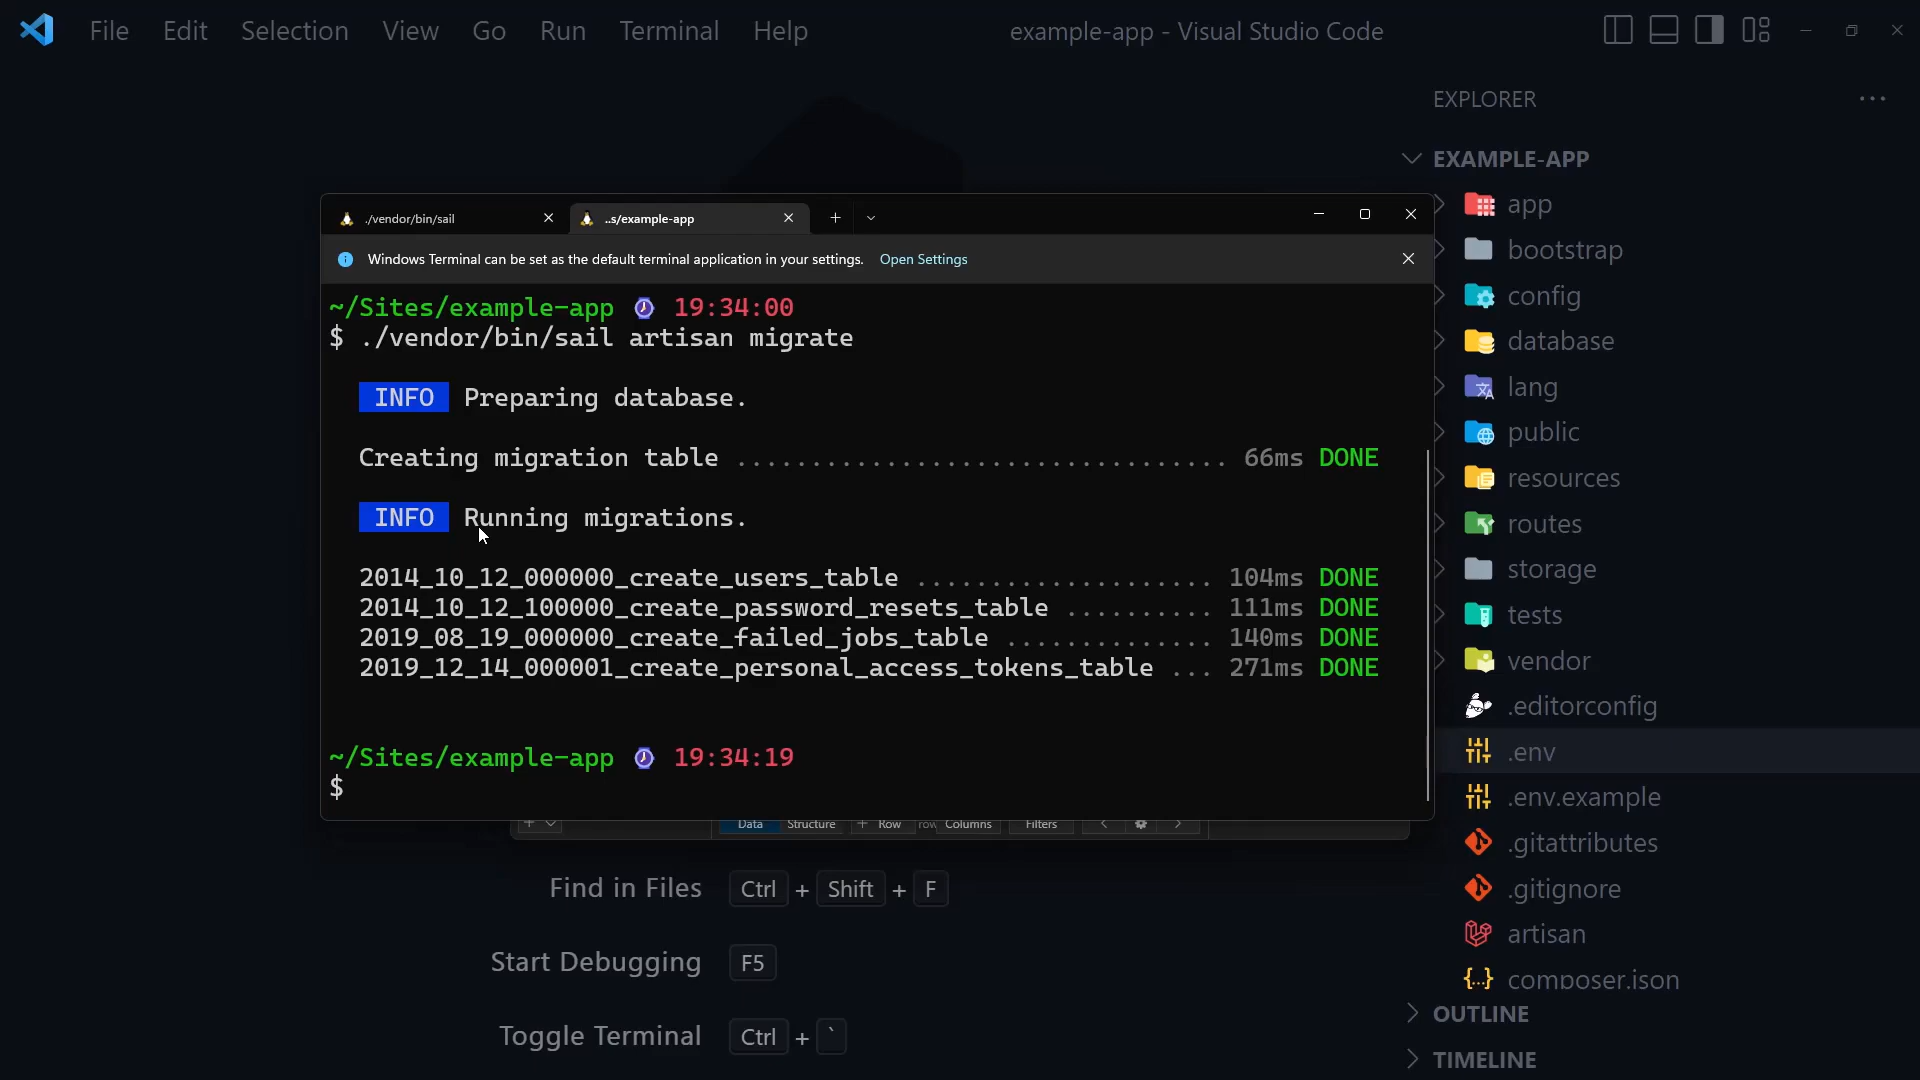 File Edit Selection View Go Run Terminal Help
example-app - Visual Studio Code
EXPLORER
EXAMPLE-APP
app
bootstrap
config
database
lang
public
resources
routes
storage
tests
vendor
.editorconfig
.env
.env.example
.gitattributes
.gitignore
artisan
composer.json
OUTLINE
TIMELINE
./vendor/bin/sail
..s/example-app
Windows Terminal can be set as the default terminal application in your settings. Open Settings
~/Sites/example-app 19:34:00
$ ./vendor/bin/sail artisan migrate
INFO Preparing database.
Creating migration table ................................. 66ms DONE
INFO Running migrations.
2014_10_12_000000_create_users_table .................... 104ms DONE
2014_10_12_100000_create_password_resets_table .......... 111ms DONE
2019_08_19_000000_create_failed_jobs_table .............. 140ms DONE
2019_12_14_000001_create_personal_access_tokens_table ... 271ms DONE
~/Sites/example-app 19:34:19
$
Data Structure + Row row Columns Filters
Find in Files Ctrl + Shift + F
Start Debugging F5
Toggle Terminal Ctrl + `